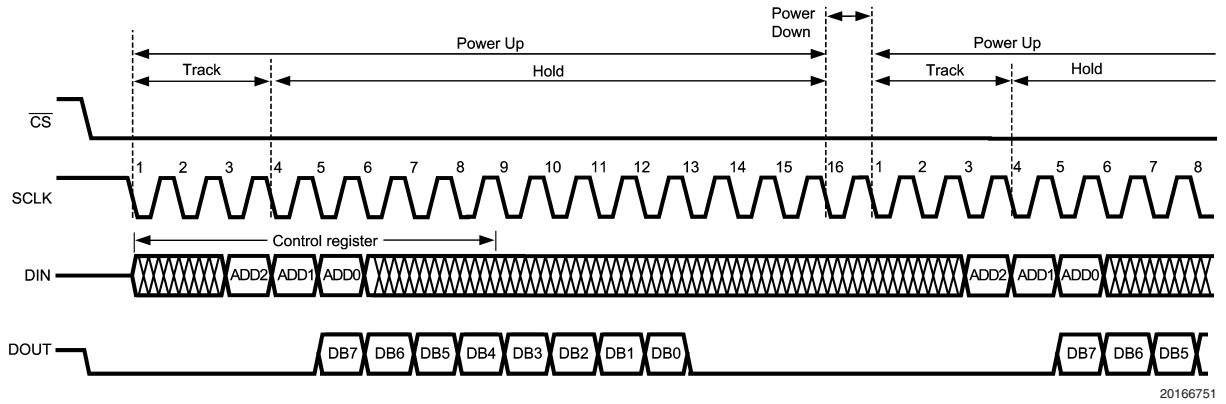 Power Down
Power Up
Power Up
Track
Hold
Track
Hold
CS
SCLK
1 2 3 4 5 6 7 8 9 10 11 12 13 14 15 16 1 2 3 4 5 6 7 8
Control register
DIN
ADD2 ADD1 ADD0 ADD2 ADD1 ADD0
DOUT
DB7 DB6 DB5 DB4 DB3 DB2 DB1 DB0 DB7 DB6 DB5
20166751